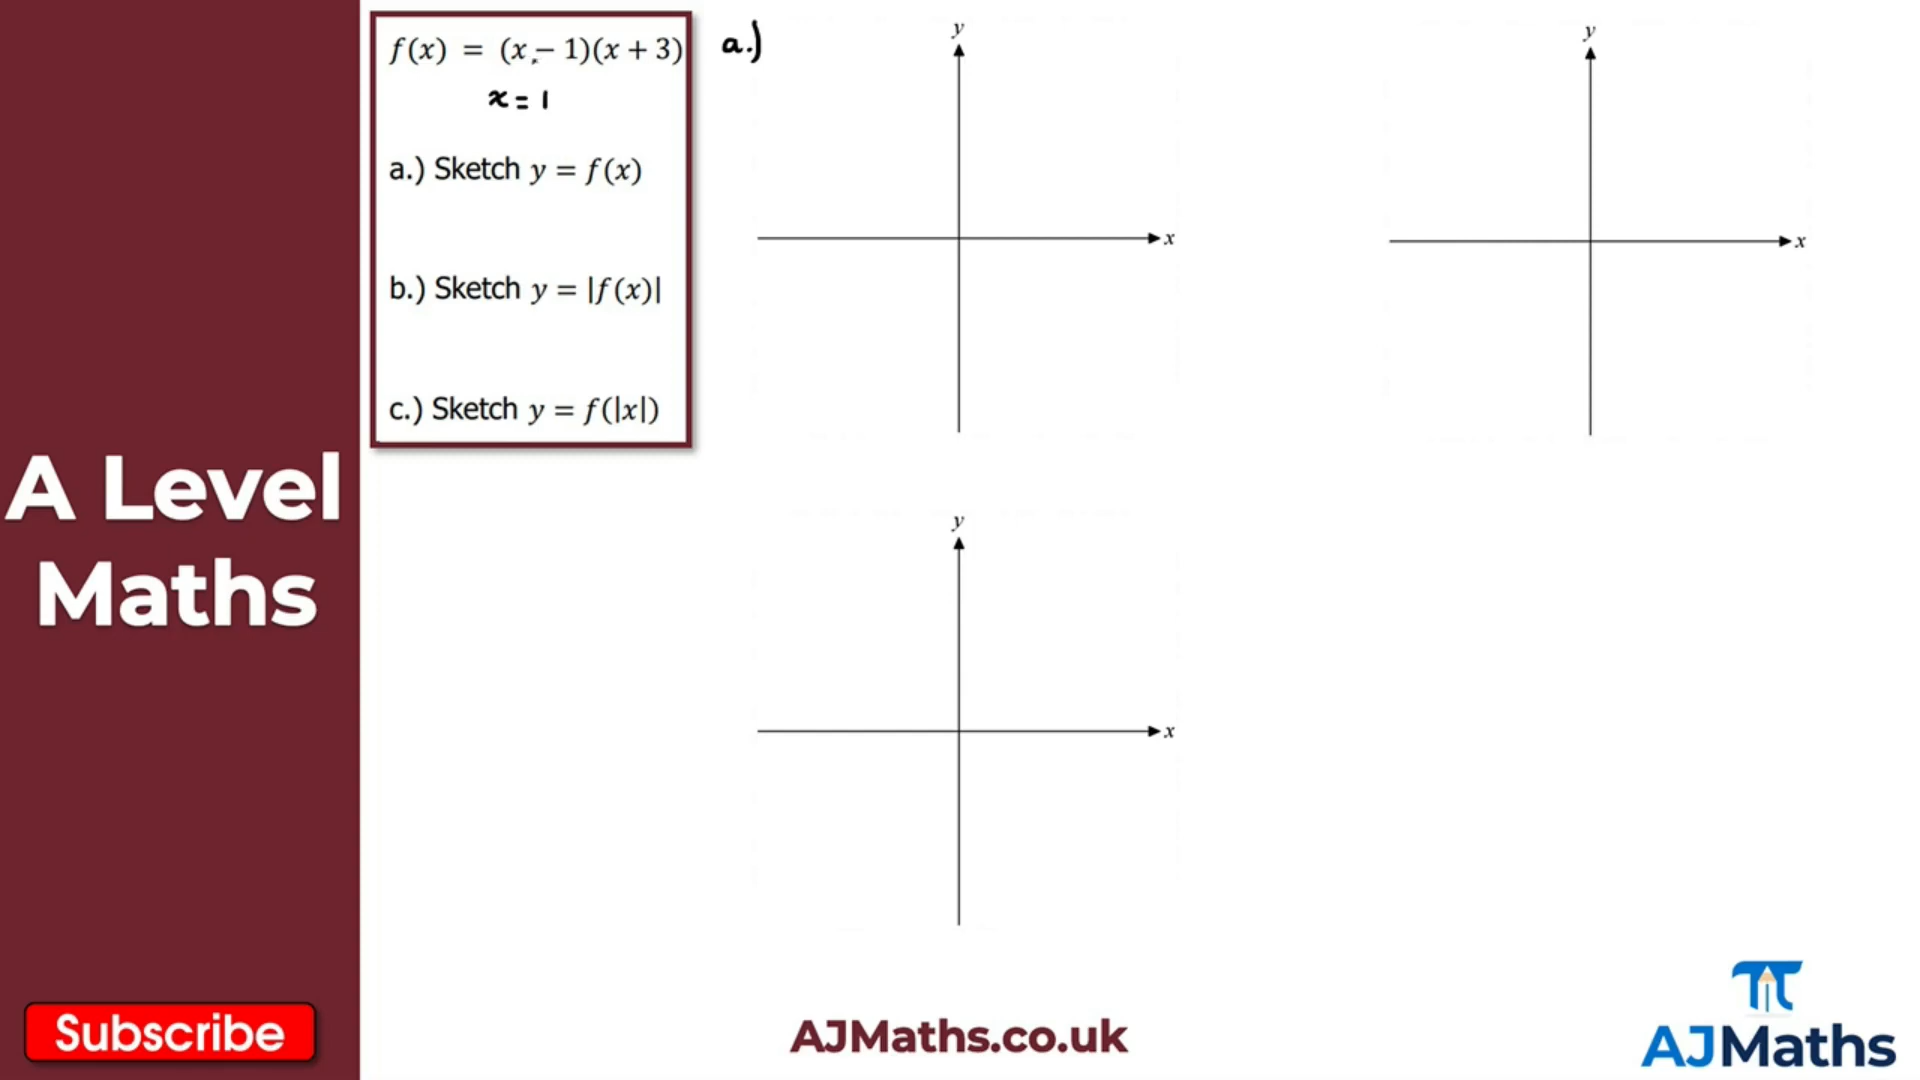 f(x) = (x − 1)(x + 3)
x = 1
a.) Sketch y = f(x)
b.) Sketch y = |f(x)|
c.) Sketch y = f(|x|)
a.)
y
x
y
x
y
x
A Level
Maths
Subscribe
AJMaths.co.uk
AJMaths